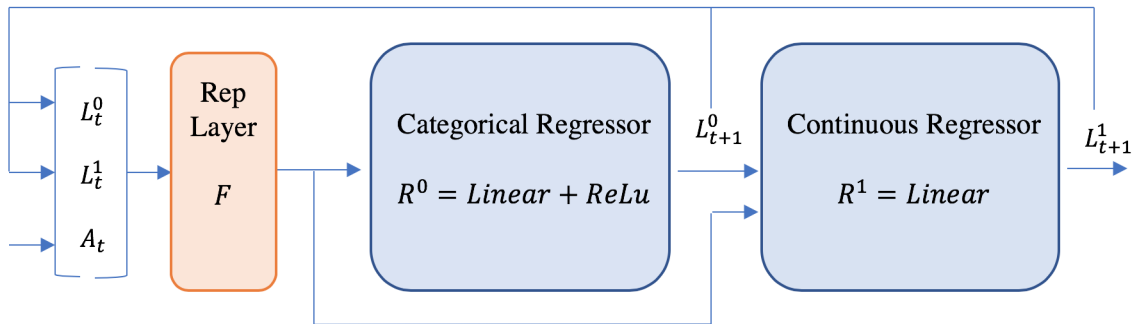 L_t^0
L_t^1
A_t
Rep
Layer
F
Categorical Regressor
R^0 = Linear + ReLu
L_{t+1}^0
Continuous Regressor
R^1 = Linear
L_{t+1}^1